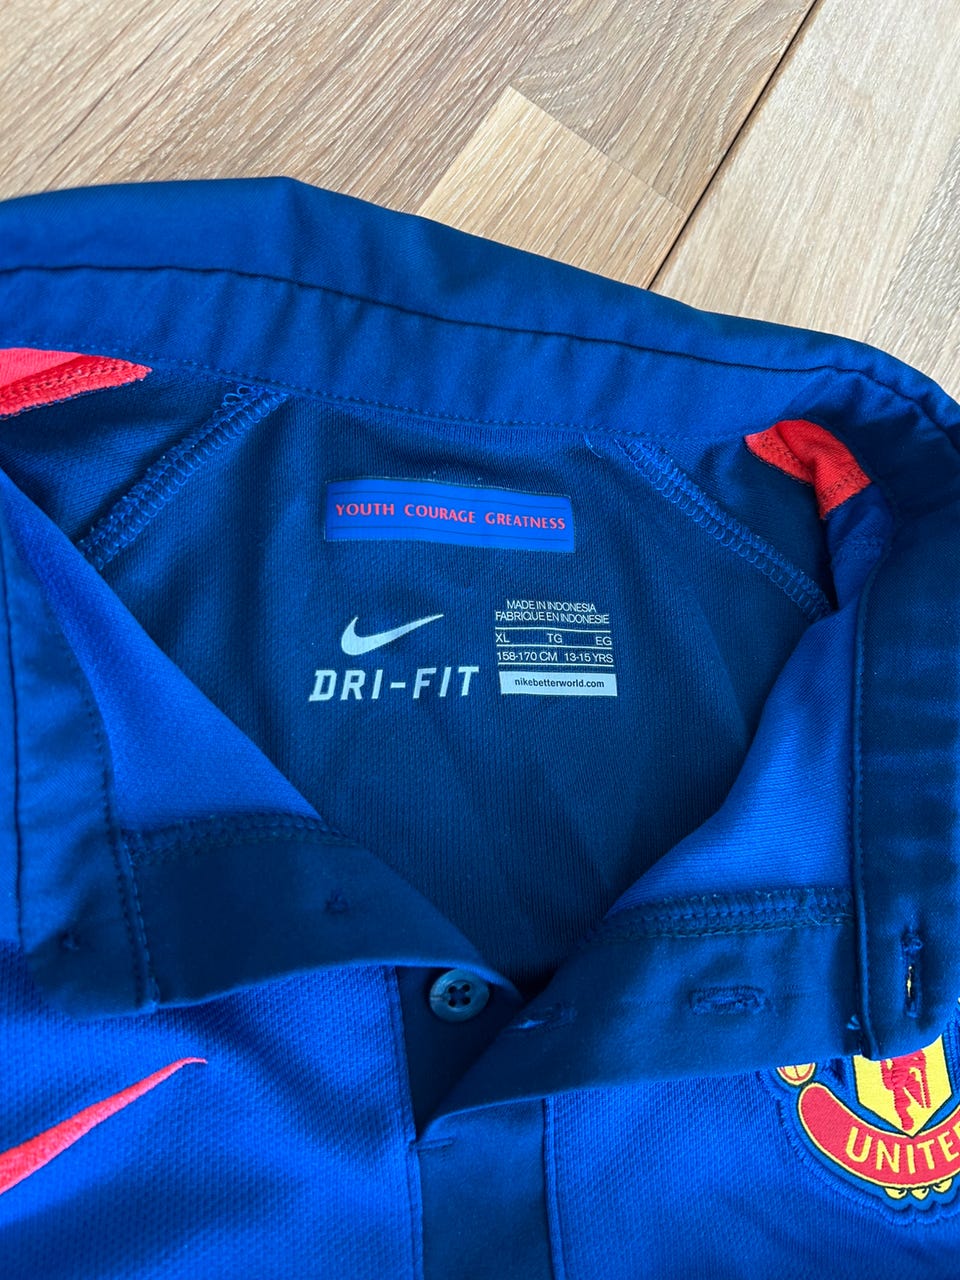 YOUTH COURAGE GREATNESS
MADE IN INDONESIA
FABRIQUE EN INDONESIE
XL TG EG
158-170 CM 13-15 YRS
nikebetterworld.com
DRI-FIT
UNITE